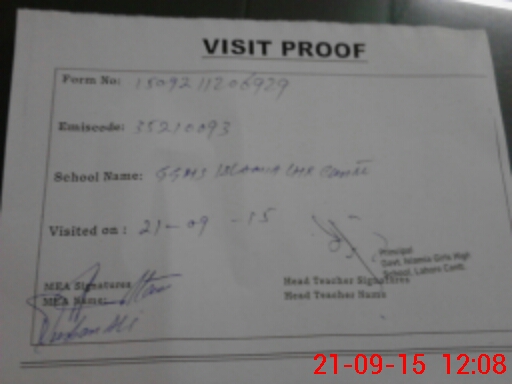 VISIT PROOF
Form No: 1509211206929
Emiscode: 35210093
School Name: GGHS Islamia LHR Cantt
Visited on : 21-09-15
Principal
Govt. Islamia Girls High
School, Lahore Cantt.
MEA Signatures
Head Teacher Signatures
MEA Name:
Head Teacher Name
21-09-15 12:08